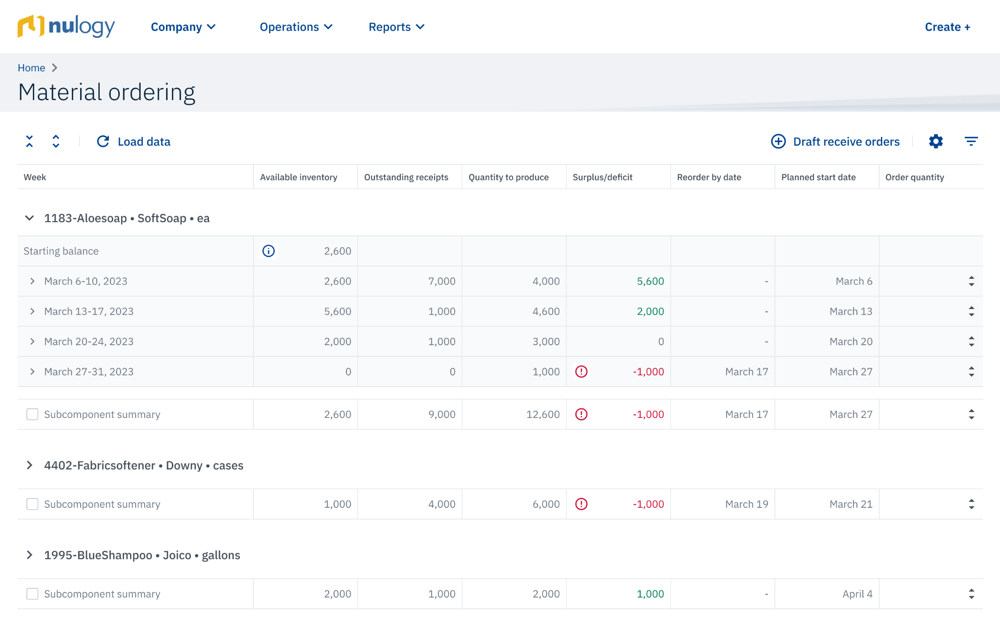 nulogy Company Operations Reports Create +
Home
Material ordering
Load data Draft receive orders
Week Available inventory Outstanding receipts Quantity to produce Surplus/deficit Reorder by date Planned start date Order quantity
1183-Aloesoap • SoftSoap • ea
Starting balance 2,600
March 6-10, 2023 2,600 7,000 4,000 5,600 - March 6
March 13-17, 2023 5,600 1,000 4,600 2,000 - March 13
March 20-24, 2023 2,000 1,000 3,000 0 - March 20
March 27-31, 2023 0 0 1,000 -1,000 March 17 March 27
Subcomponent summary 2,600 9,000 12,600 -1,000 March 17 March 27
4402-Fabricsoftener • Downy • cases
Subcomponent summary 1,000 4,000 6,000 -1,000 March 19 March 21
1995-BlueShampoo • Joico • gallons
Subcomponent summary 2,000 1,000 2,000 1,000 - April 4